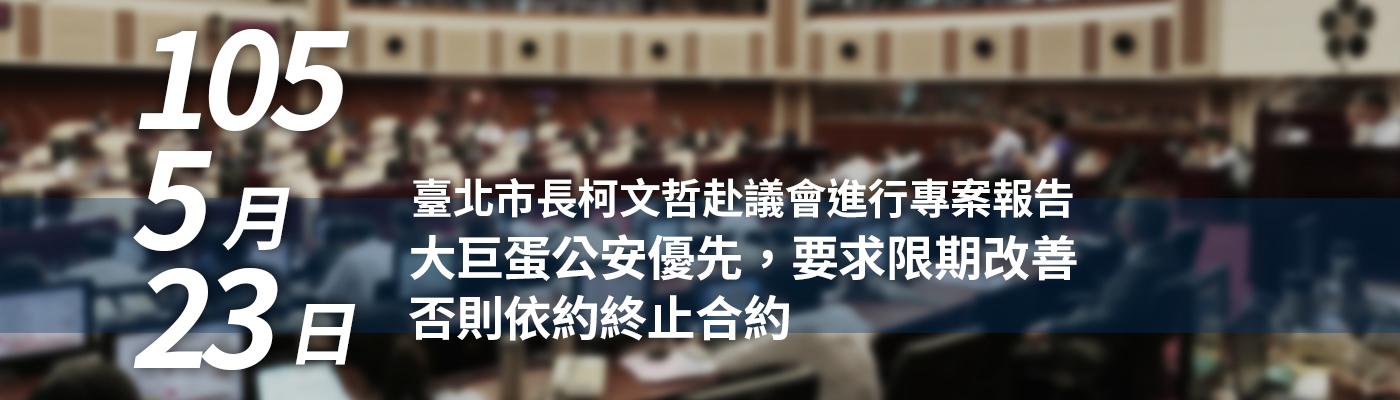 105
5月
23日
臺北市長柯文哲赴議會進行專案報告
大巨蛋公安優先，要求限期改善
否則依約終止合約